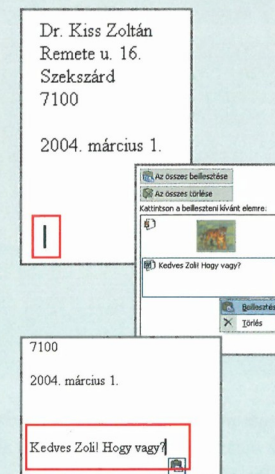 Dr. Kiss Zoltán
Remete u. 16.
Szekszárd
7100
2004. március 1.
Az összes beillesztése
Az összes törlése
Kattintson a beilleszteni kívánt elemre:
Kedves Zoli! Hogy vagy?
Beillesztés
Törlés
7100
2004. március 1.
Kedves Zoli! Hogy vagy?